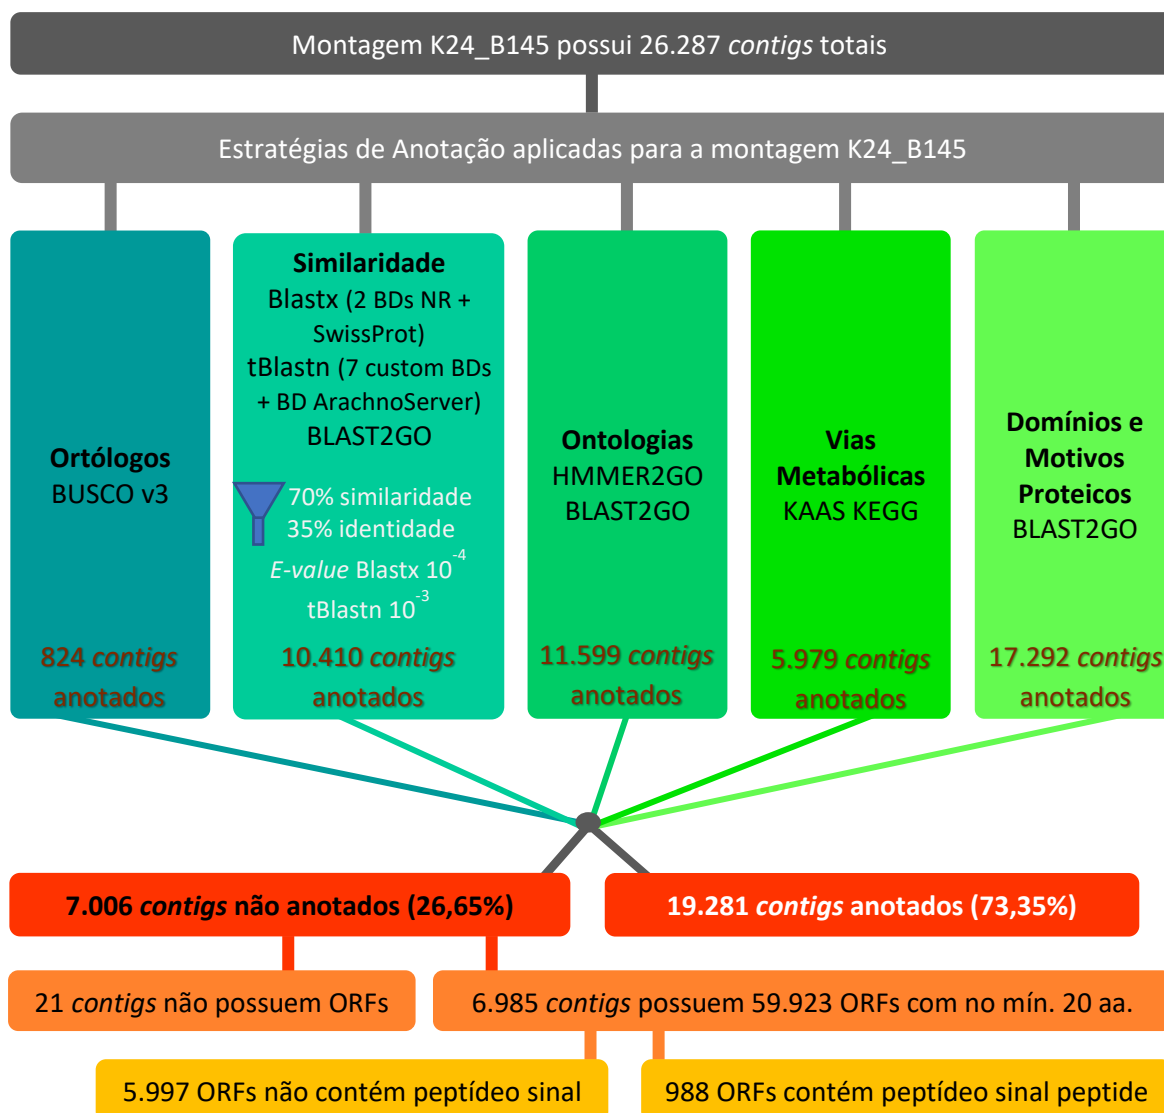 Montagem K24_B145 possui 26.287 contigs totais
Estratégias de Anotação aplicadas para a montagem K24_B145
Ortólogos
BUSCO v3
824 contigs
anotados
Similaridade
Blastx (2 BDs NR +
SwissProt)
tBlastn (7 custom BDs
+ BD ArachnoServer)
BLAST2GO
70% similaridade
35% identidade
E-value Blastx 10⁻⁴
tBlastn 10⁻³
10.410 contigs
anotados
Ontologias
HMMER2GO
BLAST2GO
11.599 contigs
anotados
Vias
Metabólicas
KAAS KEGG
5.979 contigs
anotados
Domínios e
Motivos
Proteicos
BLAST2GO
17.292 contigs
anotados
7.006 contigs não anotados (26,65%)
19.281 contigs anotados (73,35%)
21 contigs não possuem ORFs
6.985 contigs possuem 59.923 ORFs com no mín. 20 aa.
5.997 ORFs não contém peptídeo sinal
988 ORFs contém peptídeo sinal peptide